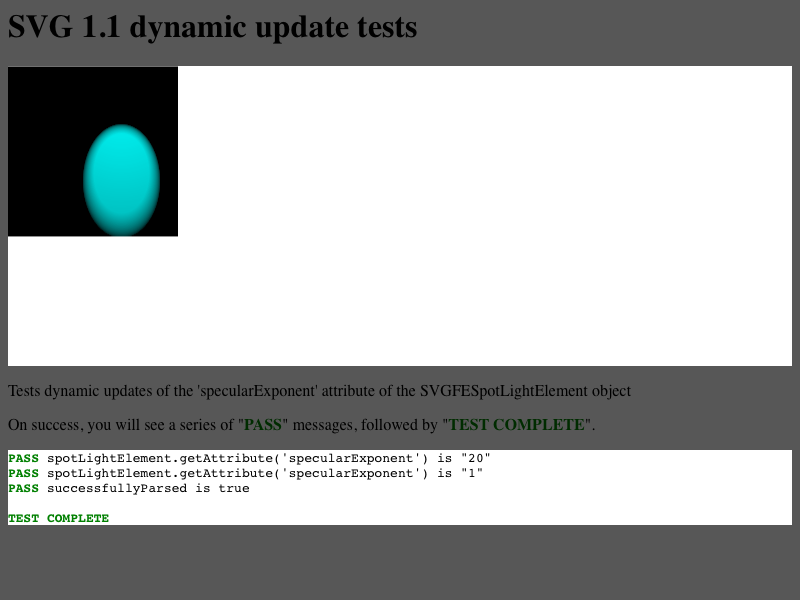 SVG 1.1 dynamic update tests
Tests dynamic updates of the 'specularExponent' attribute of the SVGFESpotLightElement object
On success, you will see a series of "PASS" messages, followed by "TEST COMPLETE".
PASS spotLightElement.getAttribute('specularExponent') is "20"
PASS spotLightElement.getAttribute('specularExponent') is "1"
PASS successfullyParsed is true
TEST COMPLETE